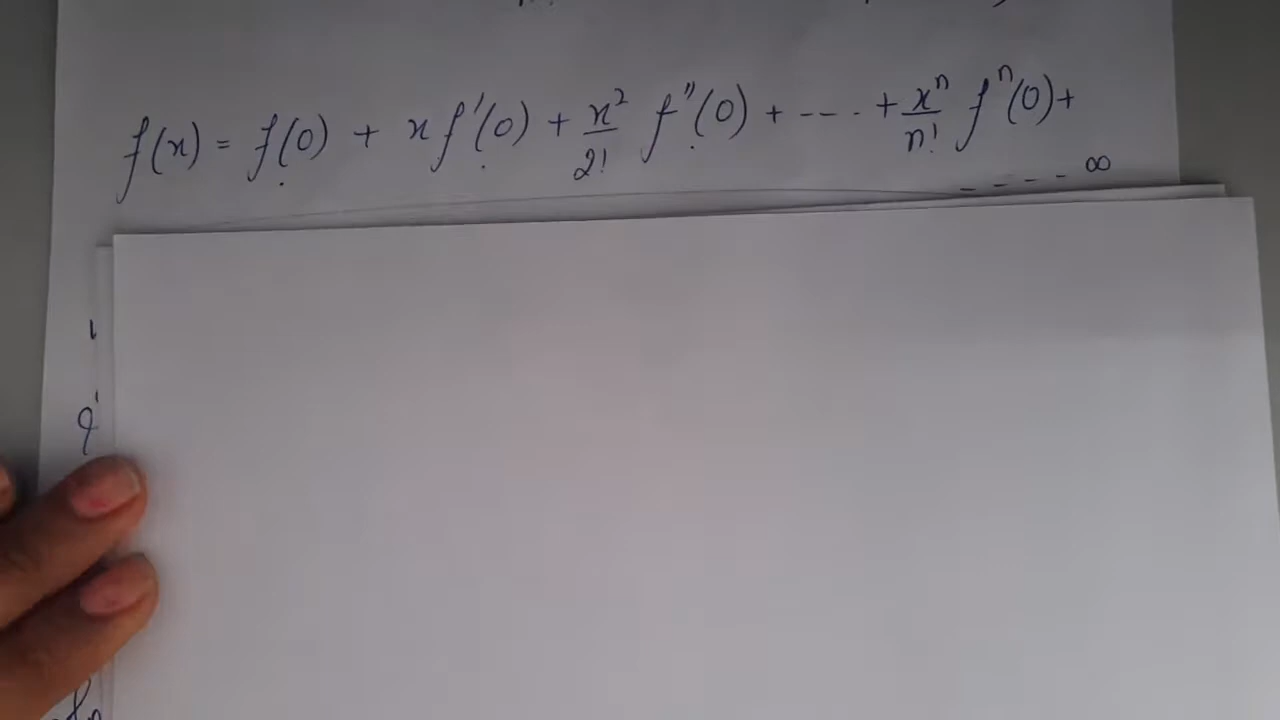 f(x) = f(0) + x f'(0) + x²/2! f''(0) + ---- + xⁿ/n! fⁿ(0) +
---- ∞